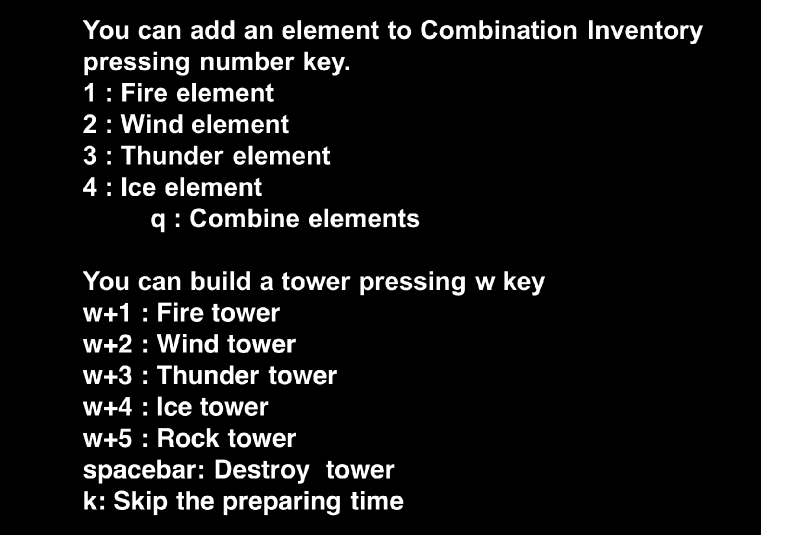 You can add an element to Combination Inventory
pressing number key.
1 : Fire element
2 : Wind element
3 : Thunder element
4 : Ice element
q : Combine elements
You can build a tower pressing w key
w+1 : Fire tower
w+2 : Wind tower
w+3 : Thunder tower
w+4 : Ice tower
w+5 : Rock tower
spacebar: Destroy  tower
k: Skip the preparing time